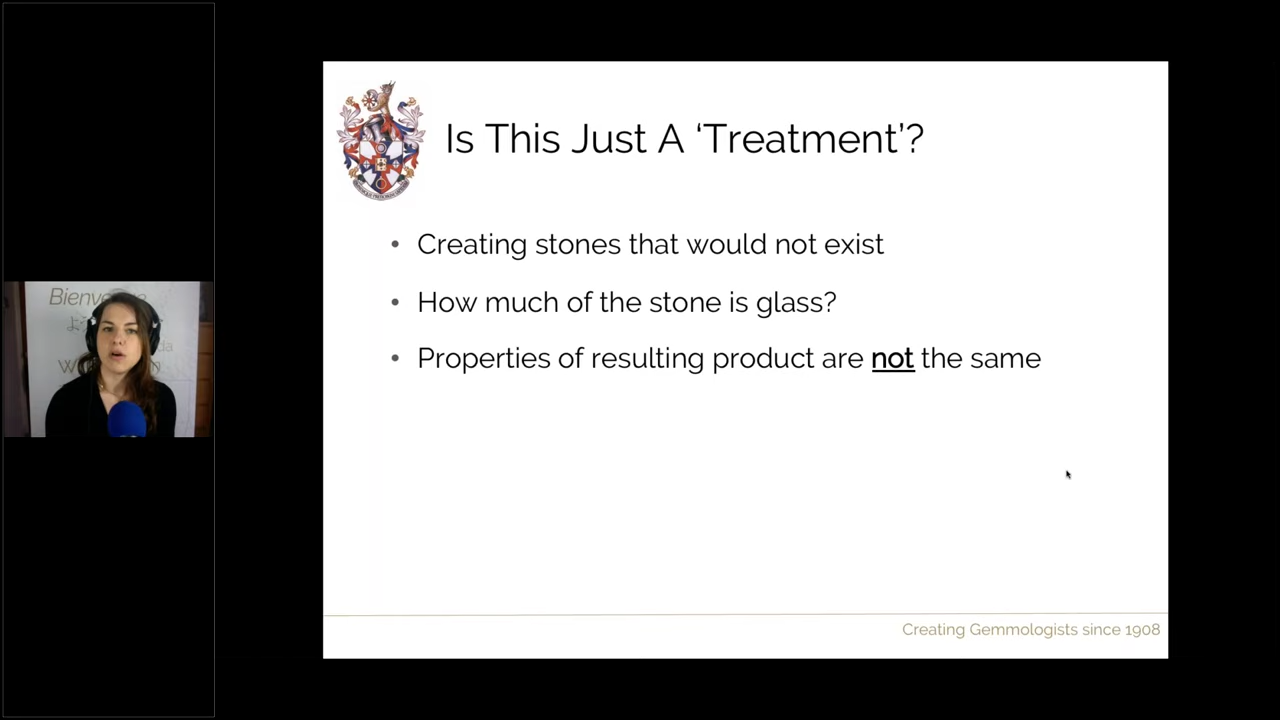 Is This Just A ‘Treatment’?
• Creating stones that would not exist
• How much of the stone is glass?
• Properties of resulting product are not the same
Creating Gemmologists since 1908